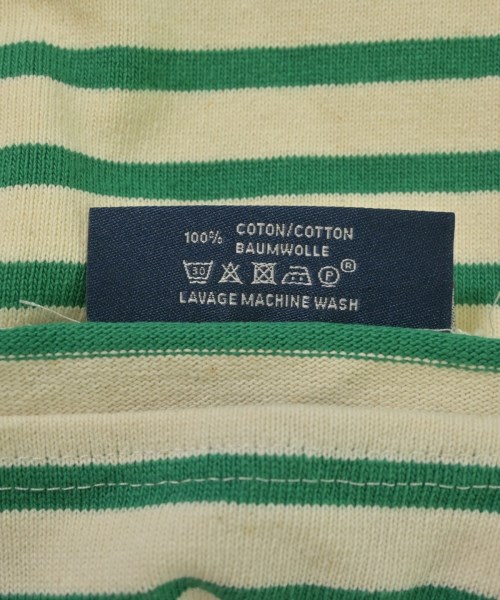 100% COTON/COTTON
BAUMWOLLE
30 P ®
LAVAGE MACHINE WASH